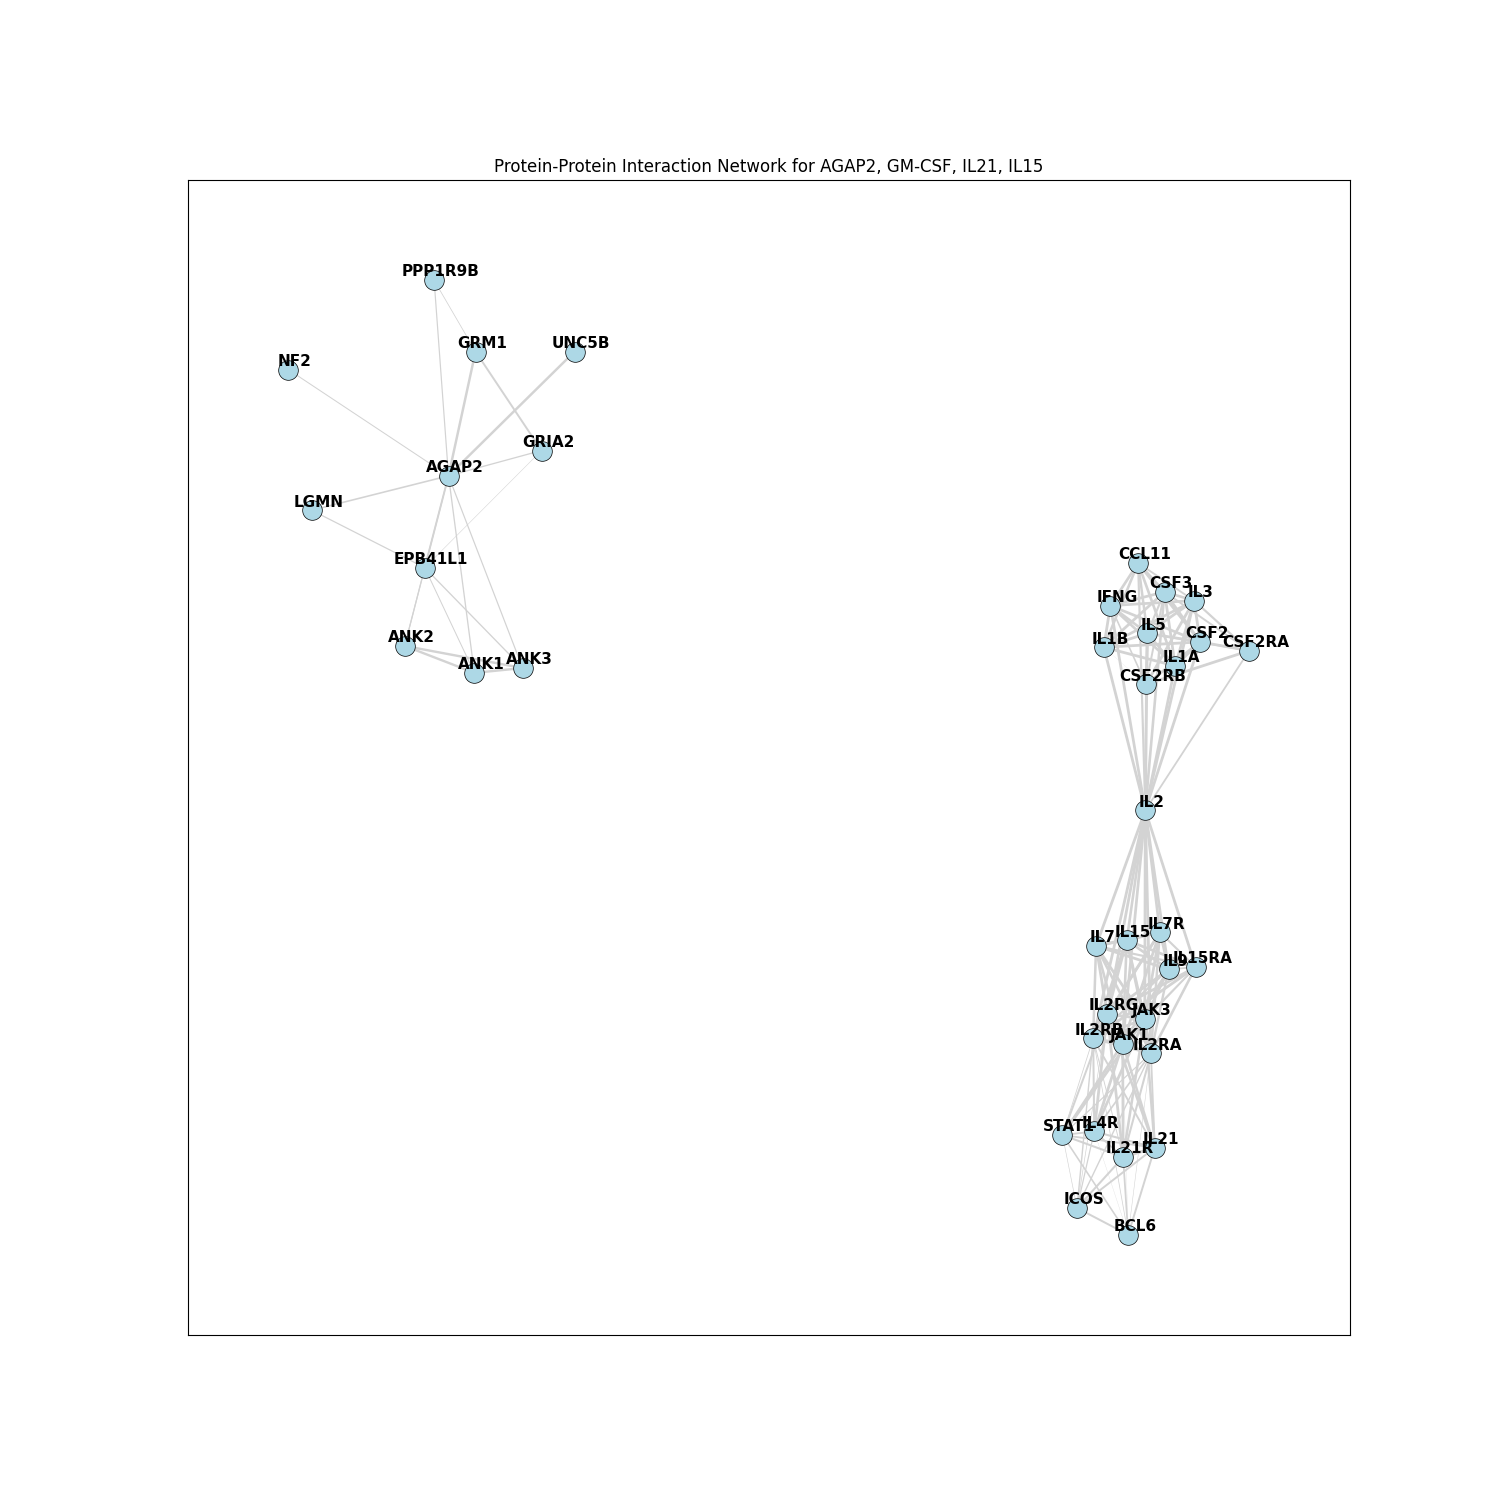 Protein-Protein Interaction Network for AGAP2, GM-CSF, IL21, IL15
PPP1R9B
GRM1
UNC5B
NF2
GRIA2
AGAP2
LGMN
EPB41L1
ANK2
ANK1
ANK3
CCL11
CSF3
IL3
IFNG
IL5
CSF2
IL1B
CSF2RA
IL1A
CSF2RB
IL2
IL7R
IL15
IL7
IL9
IL15RA
IL2RG
JAK3
IL2RB
JAK1
IL2RA
IL4R
STAT1
IL21
IL21R
ICOS
BCL6